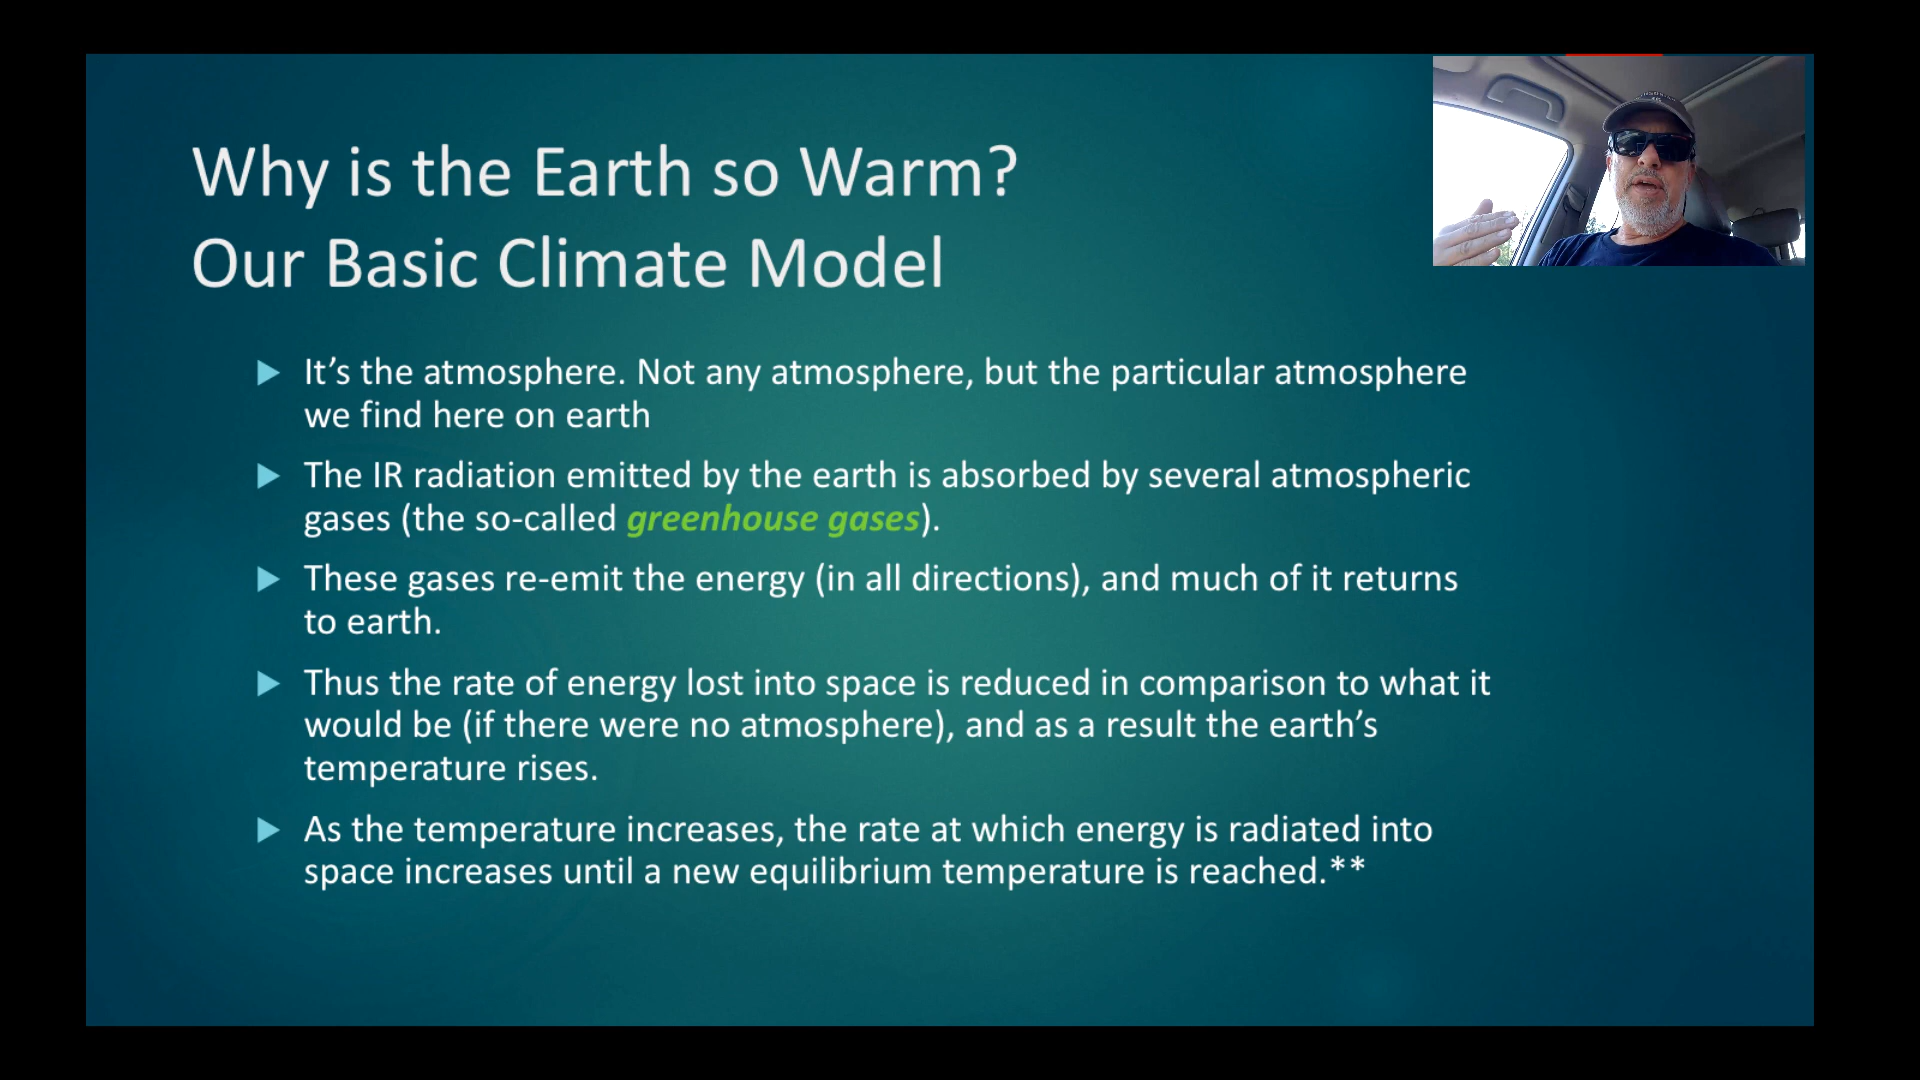 Why is the Earth so Warm?
Our Basic Climate Model
It’s the atmosphere. Not any atmosphere, but the particular atmosphere
we find here on earth
The IR radiation emitted by the earth is absorbed by several atmospheric
gases (the so-called greenhouse gases).
These gases re-emit the energy (in all directions), and much of it returns
to earth.
Thus the rate of energy lost into space is reduced in comparison to what it
would be (if there were no atmosphere), and as a result the earth’s
temperature rises.
As the temperature increases, the rate at which energy is radiated into
space increases until a new equilibrium temperature is reached.**